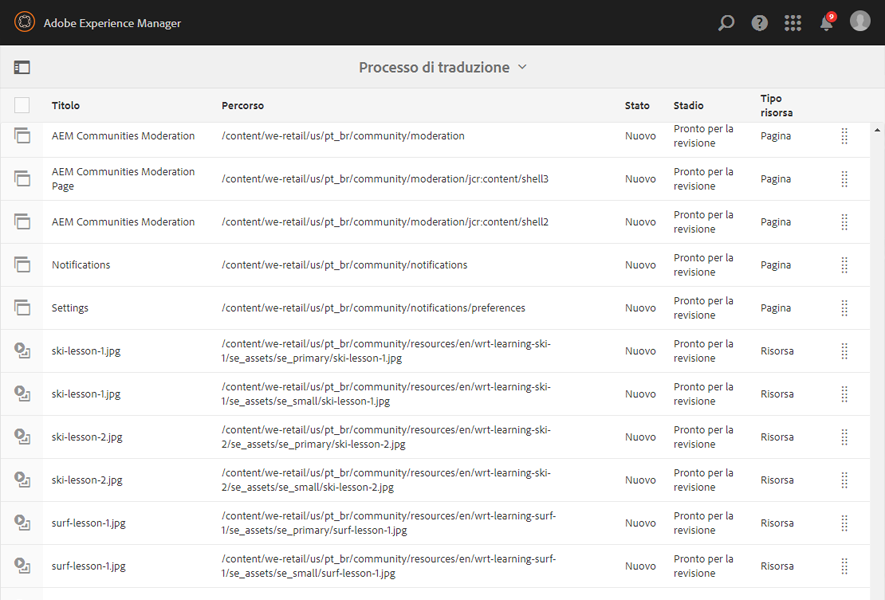 Adobe Experience Manager
9
Processo di traduzione
Titolo Percorso Stato Stadio Tipo risorsa
AEM Communities Moderation /content/we-retail/us/pt_br/community/moderation Nuovo Pronto per la revisione Pagina
AEM Communities Moderation Page /content/we-retail/us/pt_br/community/moderation/jcr:content/shell3 Nuovo Pronto per la revisione Pagina
AEM Communities Moderation /content/we-retail/us/pt_br/community/moderation/jcr:content/shell2 Nuovo Pronto per la revisione Pagina
Notifications /content/we-retail/us/pt_br/community/notifications Nuovo Pronto per la revisione Pagina
Settings /content/we-retail/us/pt_br/community/notifications/preferences Nuovo Pronto per la revisione Pagina
ski-lesson-1.jpg /content/we-retail/us/pt_br/community/resources/en/wrt-learning-ski-1/se_assets/se_primary/ski-lesson-1.jpg Nuovo Pronto per la revisione Risorsa
ski-lesson-1.jpg /content/we-retail/us/pt_br/community/resources/en/wrt-learning-ski-1/se_assets/se_small/ski-lesson-1.jpg Nuovo Pronto per la revisione Risorsa
ski-lesson-2.jpg /content/we-retail/us/pt_br/community/resources/en/wrt-learning-ski-2/se_assets/se_primary/ski-lesson-2.jpg Nuovo Pronto per la revisione Risorsa
ski-lesson-2.jpg /content/we-retail/us/pt_br/community/resources/en/wrt-learning-ski-2/se_assets/se_small/ski-lesson-2.jpg Nuovo Pronto per la revisione Risorsa
surf-lesson-1.jpg /content/we-retail/us/pt_br/community/resources/en/wrt-learning-surf-1/se_assets/se_primary/surf-lesson-1.jpg Nuovo Pronto per la revisione Risorsa
surf-lesson-1.jpg /content/we-retail/us/pt_br/community/resources/en/wrt-learning-surf-1/se_assets/se_small/surf-lesson-1.jpg Nuovo Pronto per la revisione Risorsa